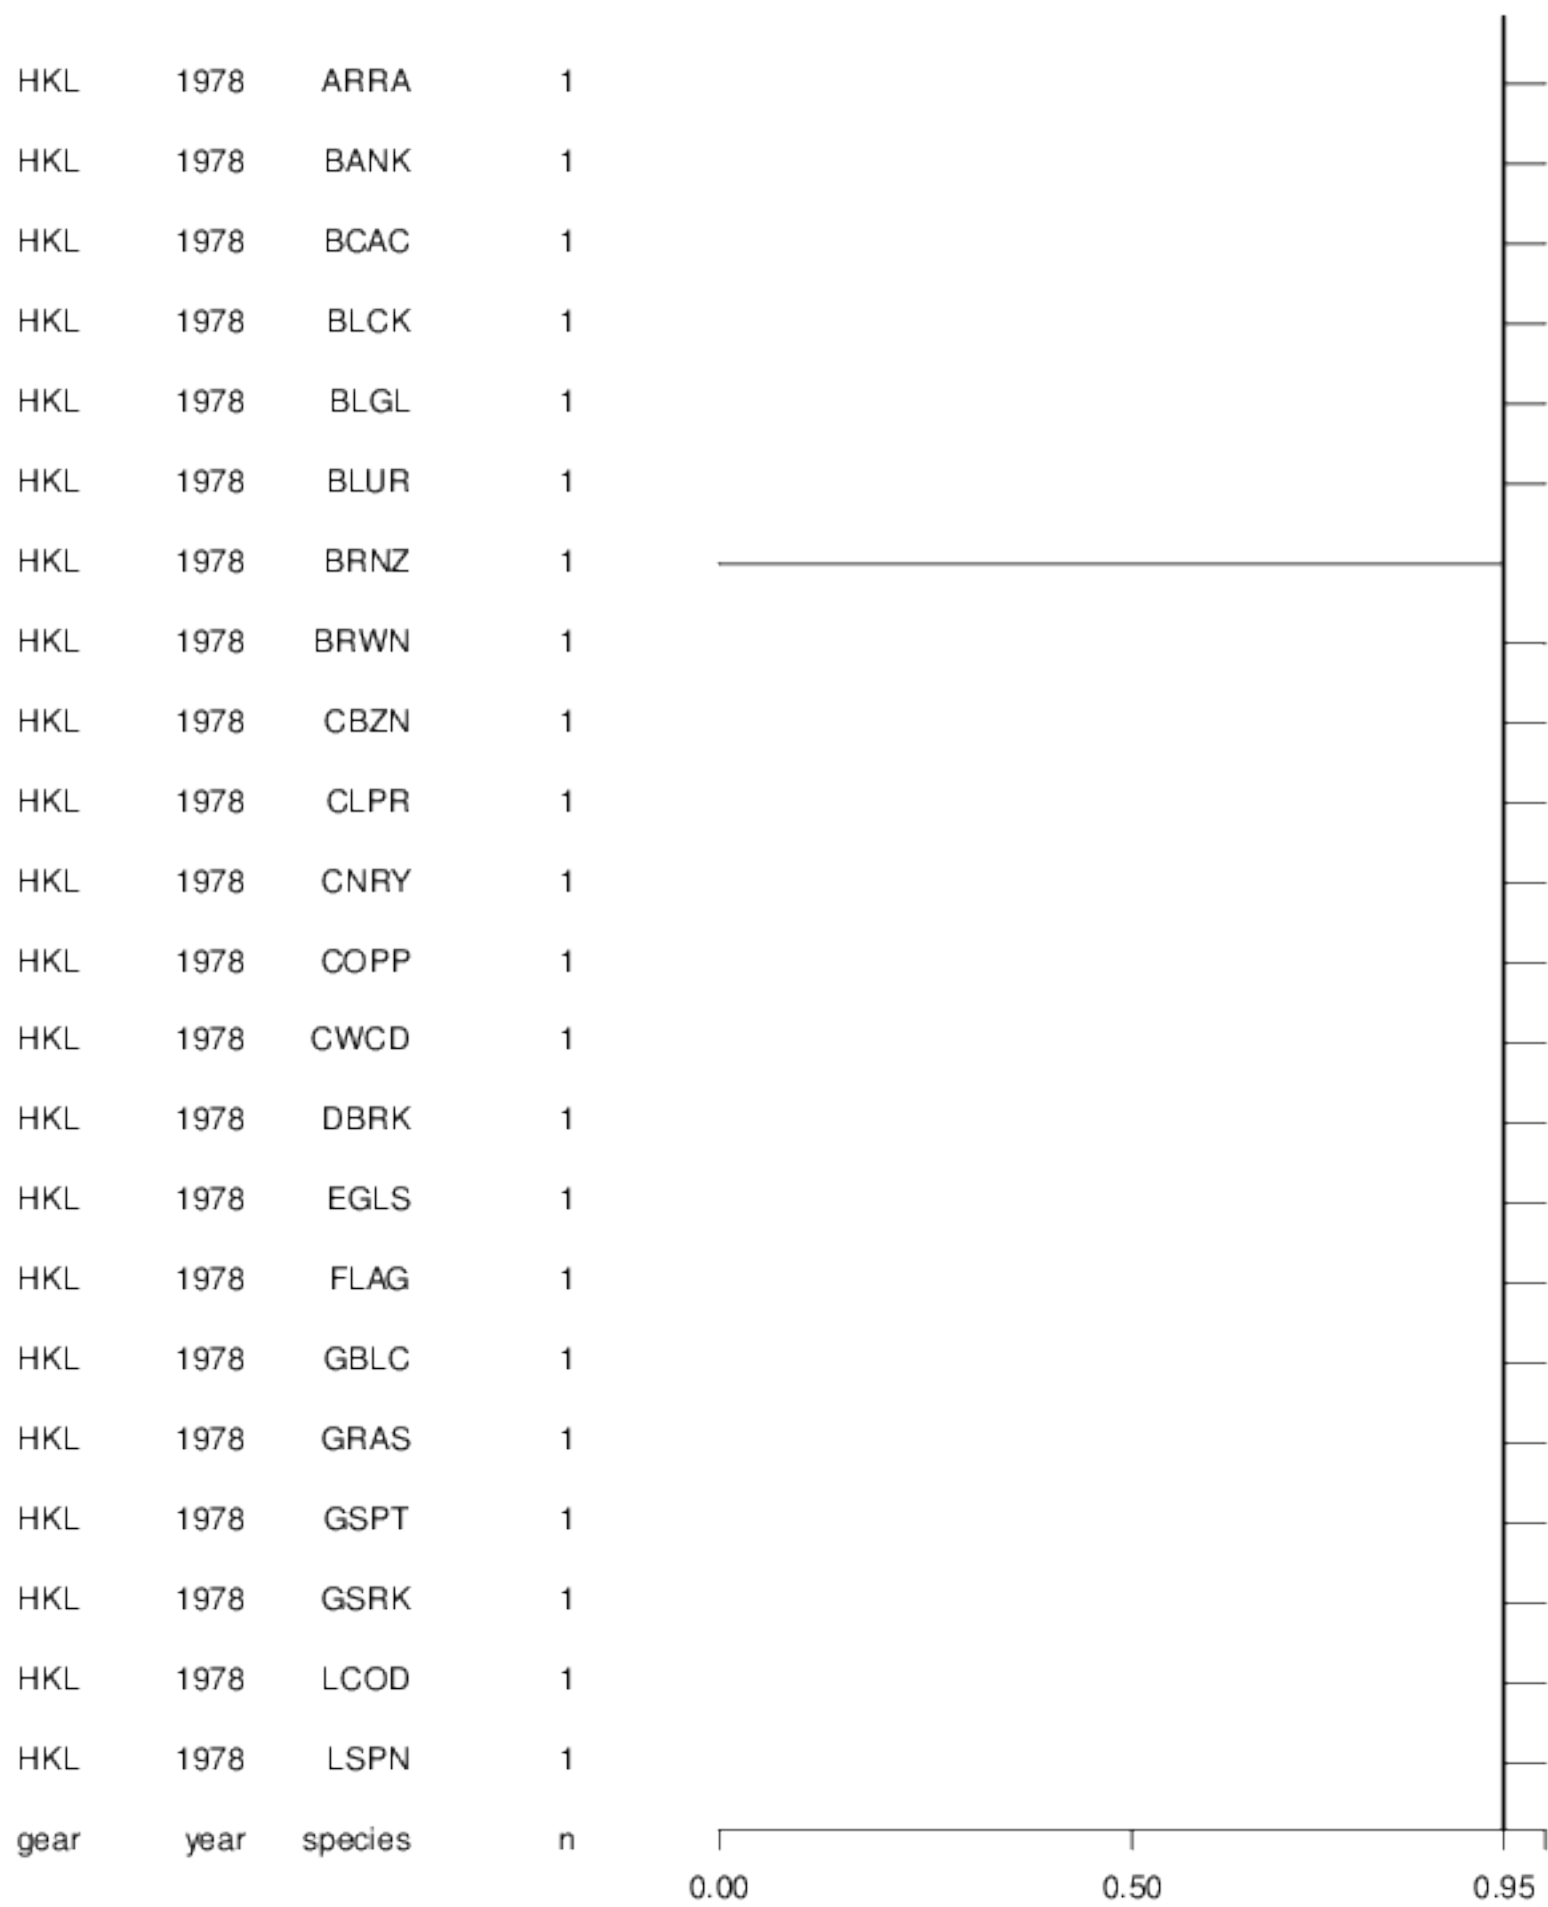 HKL 1978 ARRA 1
HKL 1978 BANK 1
HKL 1978 BCAC 1
HKL 1978 BLCK 1
HKL 1978 BLGL 1
HKL 1978 BLUR 1
HKL 1978 BRNZ 1
HKL 1978 BRWN 1
HKL 1978 CBZN 1
HKL 1978 CLPR 1
HKL 1978 CNRY 1
HKL 1978 COPP 1
HKL 1978 CWCD 1
HKL 1978 DBRK 1
HKL 1978 EGLS 1
HKL 1978 FLAG 1
HKL 1978 GBLC 1
HKL 1978 GRAS 1
HKL 1978 GSPT 1
HKL 1978 GSRK 1
HKL 1978 LCOD 1
HKL 1978 LSPN 1
gear year species n
0.00 0.50 0.95